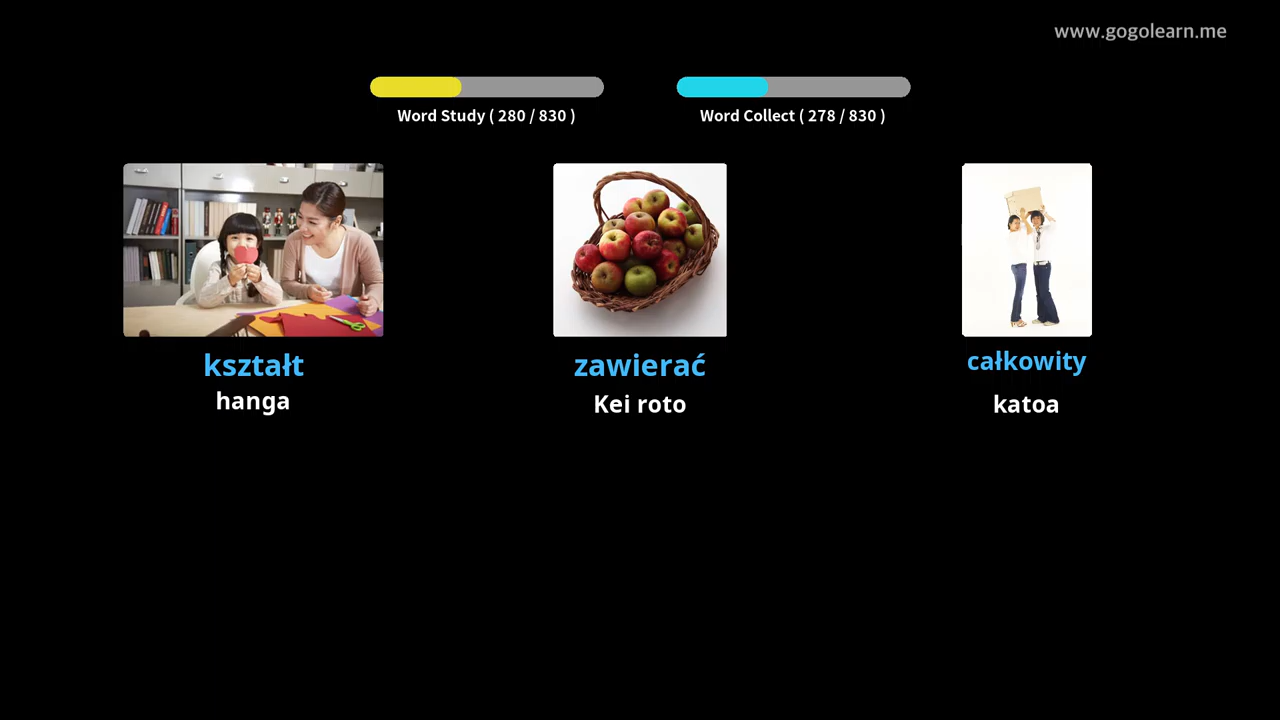 www.gogolearn.me
Word Study ( 280 / 830 )
Word Collect ( 278 / 830 )
kształt
hanga
zawierać
Kei roto
całkowity
katoa